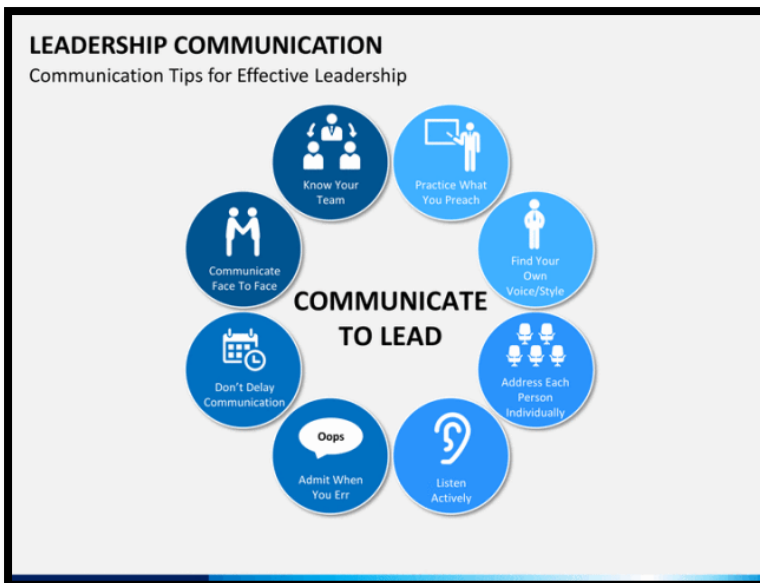 LEADERSHIP COMMUNICATION
Communication Tips for Effective Leadership
Know Your
Team
Practice What
You Preach
Communicate
Face To Face
Find Your
Own
Voice/Style
COMMUNICATE
TO LEAD
Don't Delay
Communication
Address Each
Person
Individually
Oops
Admit When
You Err
Listen
Actively